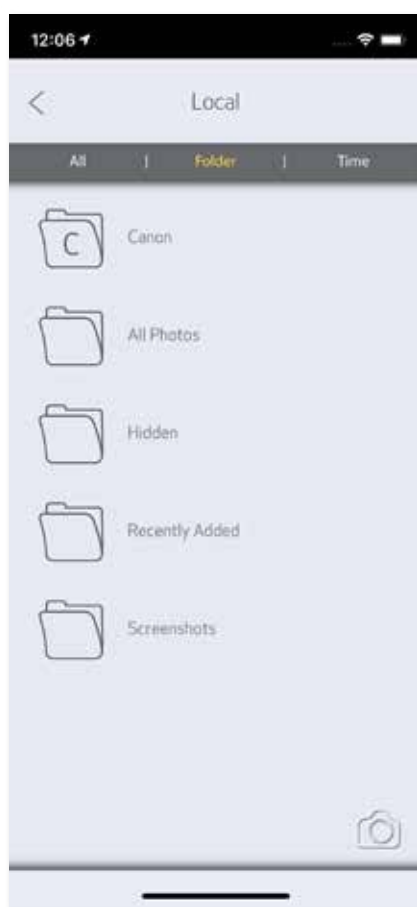 12:06
Local
All | Folder | Time
C Canon
All Photos
Hidden
Recently Added
Screenshots